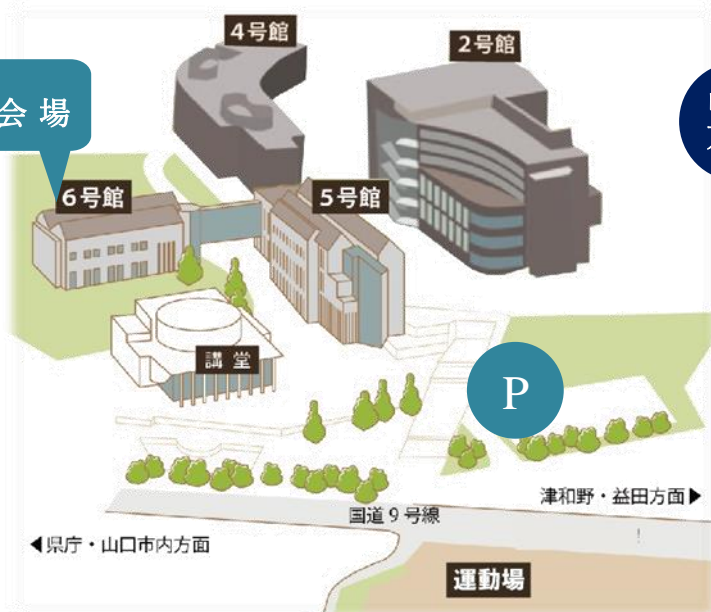 4号館
2号館
会 場
6号館
5号館
講 堂
P
津和野・益田方面▶
国道9号線
◀県庁・山口市内方面
運動場